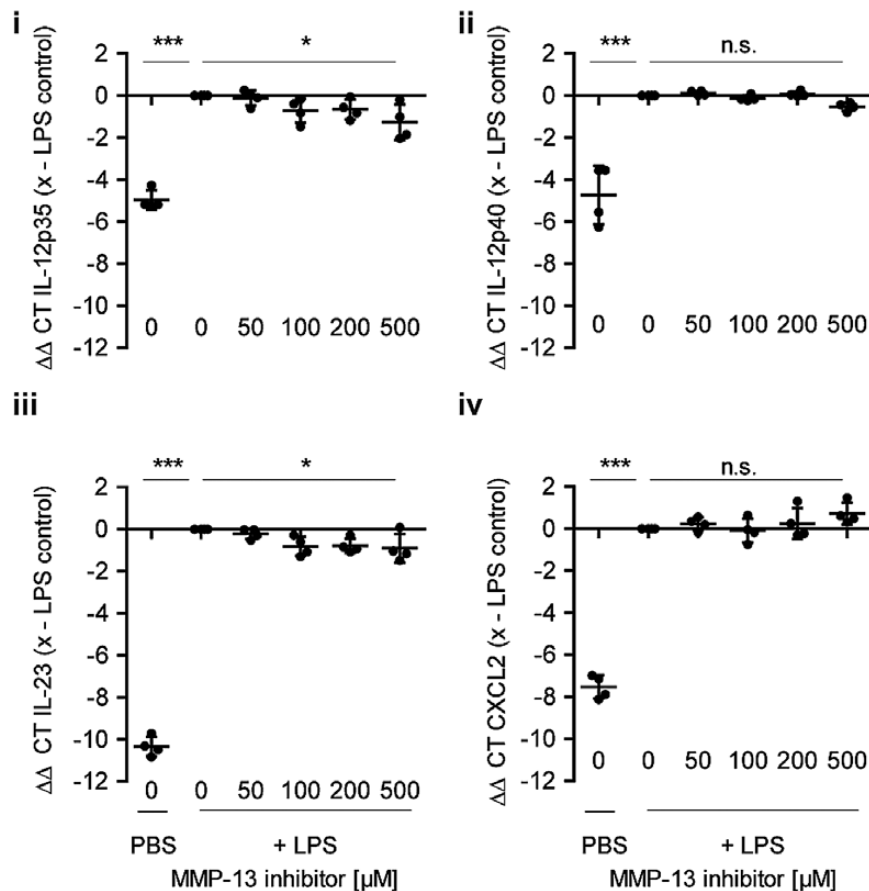 i
*** *
ΔΔ CT IL-12p35 (x - LPS control)
2
0
-2
-4
-6
-8
-10
-12
0 0 50 100 200 500
ii
*** n.s.
ΔΔ CT IL-12p40 (x - LPS control)
2
0
-2
-4
-6
-8
-10
-12
0 0 50 100 200 500
iii
*** *
ΔΔ CT IL-23 (x - LPS control)
2
0
-2
-4
-6
-8
-10
-12
0 0 50 100 200 500
PBS + LPS
MMP-13 inhibitor [µM]
iv
*** n.s.
ΔΔ CT CXCL2 (x - LPS control)
2
0
-2
-4
-6
-8
-10
-12
0 0 50 100 200 500
PBS + LPS
MMP-13 inhibitor [µM]